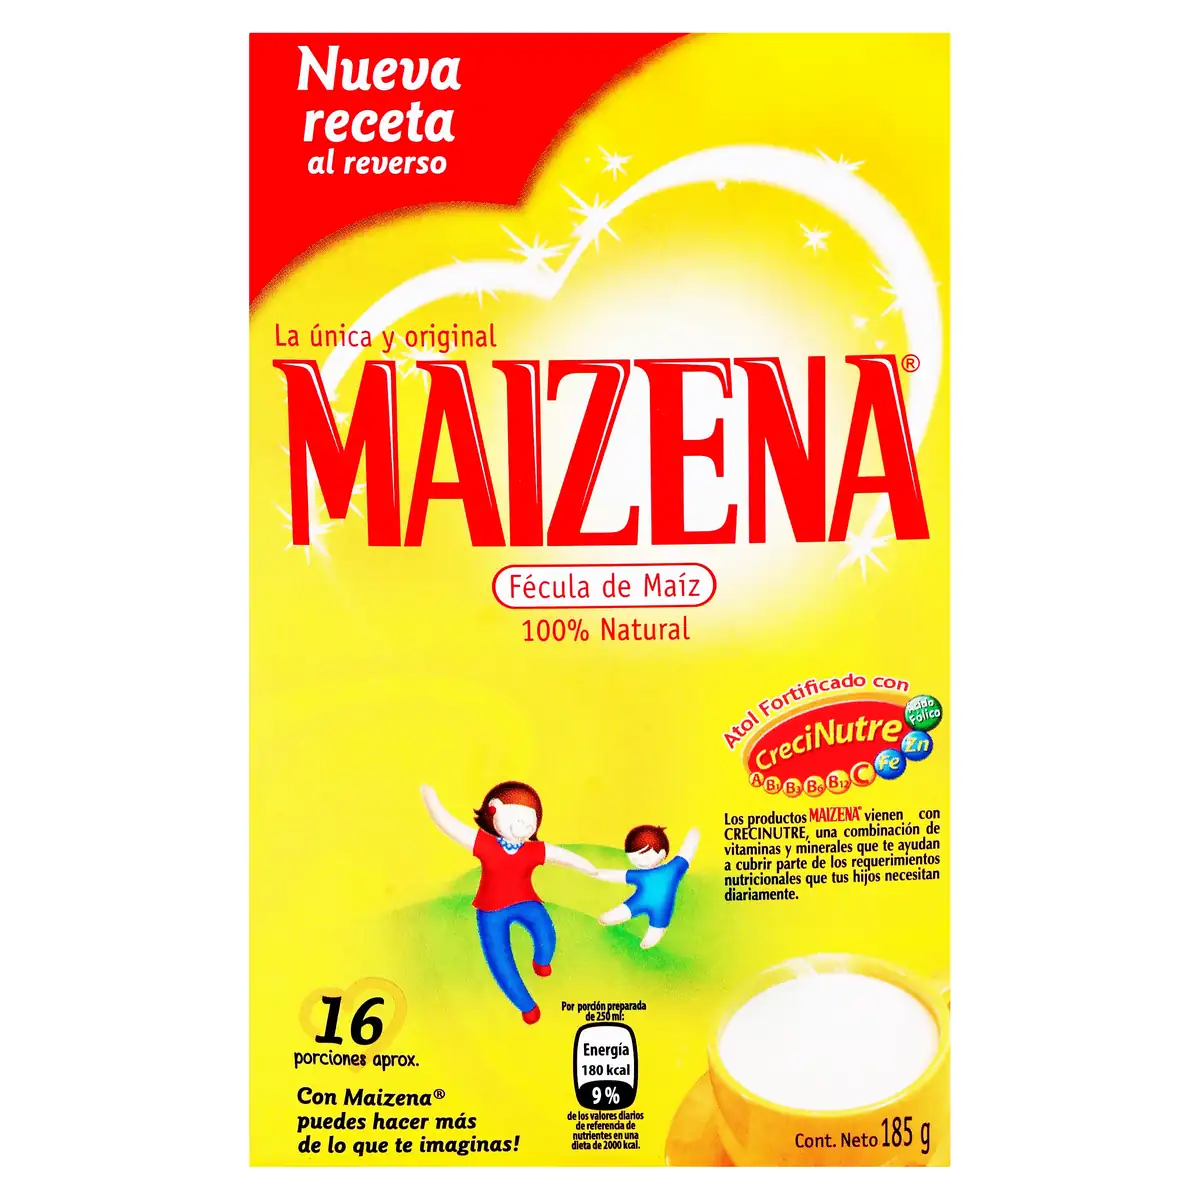 Nueva
receta
al reverso
La única y original
MAIZENA®
Fécula de Maíz
100% Natural
Atol Fortificado con
CreciNutre
Ácido
Fólico
Zn
Fe
A B1 B3 B6 B12 C
Los productos MAIZENA® vienen con
CRECINUTRE, una combinación de
vitaminas y minerales que te ayudan
a cubrir parte de los requerimientos
nutricionales que tus hijos necesitan
diariamente.
16
porciones aprox.
Con Maizena®
puedes hacer más
de lo que te imaginas!
Por porción preparada
de 250 ml:
Energía
180 kcal
9%
de los valores diarios
de referencia de
nutrientes en una
dieta de 2000 kcal.
Cont. Neto 185 g